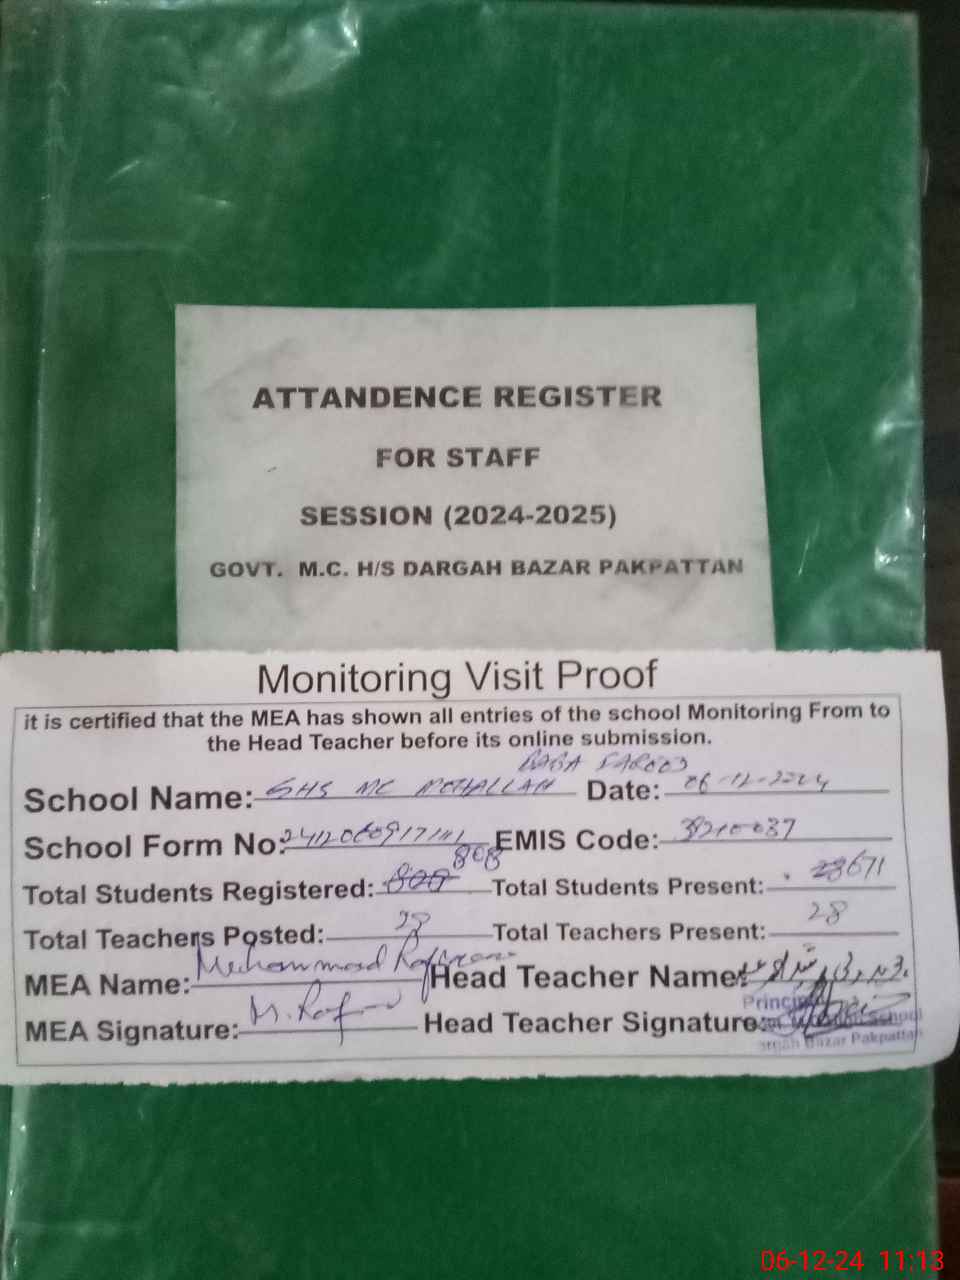 ATTANDENCE REGISTER
FOR STAFF
SESSION (2024-2025)
GOVT. M.C. H/S DARGAH BAZAR PAKPATTAN
Monitoring Visit Proof
it is certified that the MEA has shown all entries of the school Monitoring From to
the Head Teacher before its online submission.
BABA FAREED
School Name: GHS MC MOHALLAH Date: 06-12-2024
School Form No: EMIS Code:
808
Total Students Registered: Total Students Present: 671
Total Teachers Posted: 28 Total Teachers Present: 28
MEA Name: Muhammad Head Teacher Name:
MEA Signature: M. Head Teacher Signature:
Principal
School
Dargah Bazar Pakpattan
06-12-24 11:13